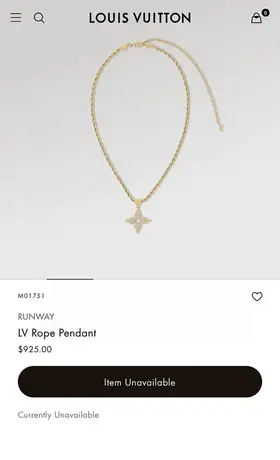 LOUIS VUITTON
0
M01751
RUNWAY
LV Rope Pendant
$925.00
Item Unavailable
Currently Unavailable